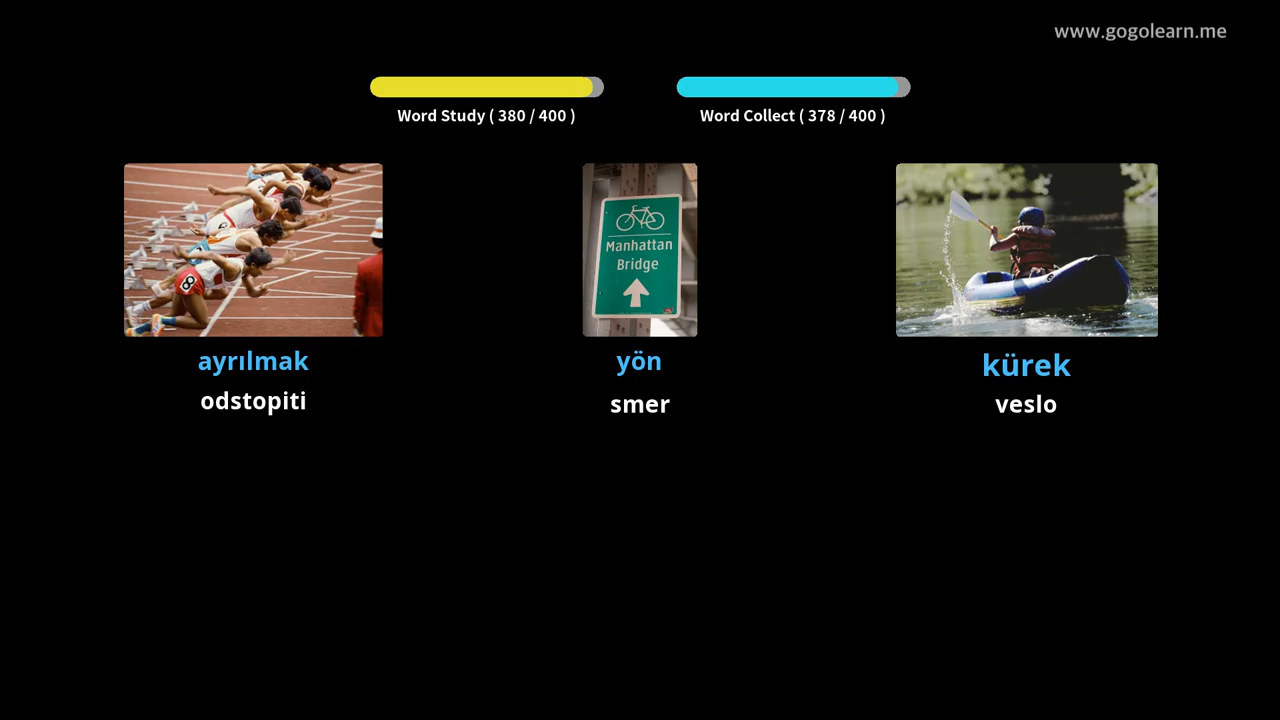 www.gogolearn.me
Word Study ( 380 / 400 )
Word Collect ( 378 / 400 )
8
Manhattan
Bridge
ayrılmak
odstopiti
yön
smer
kürek
veslo